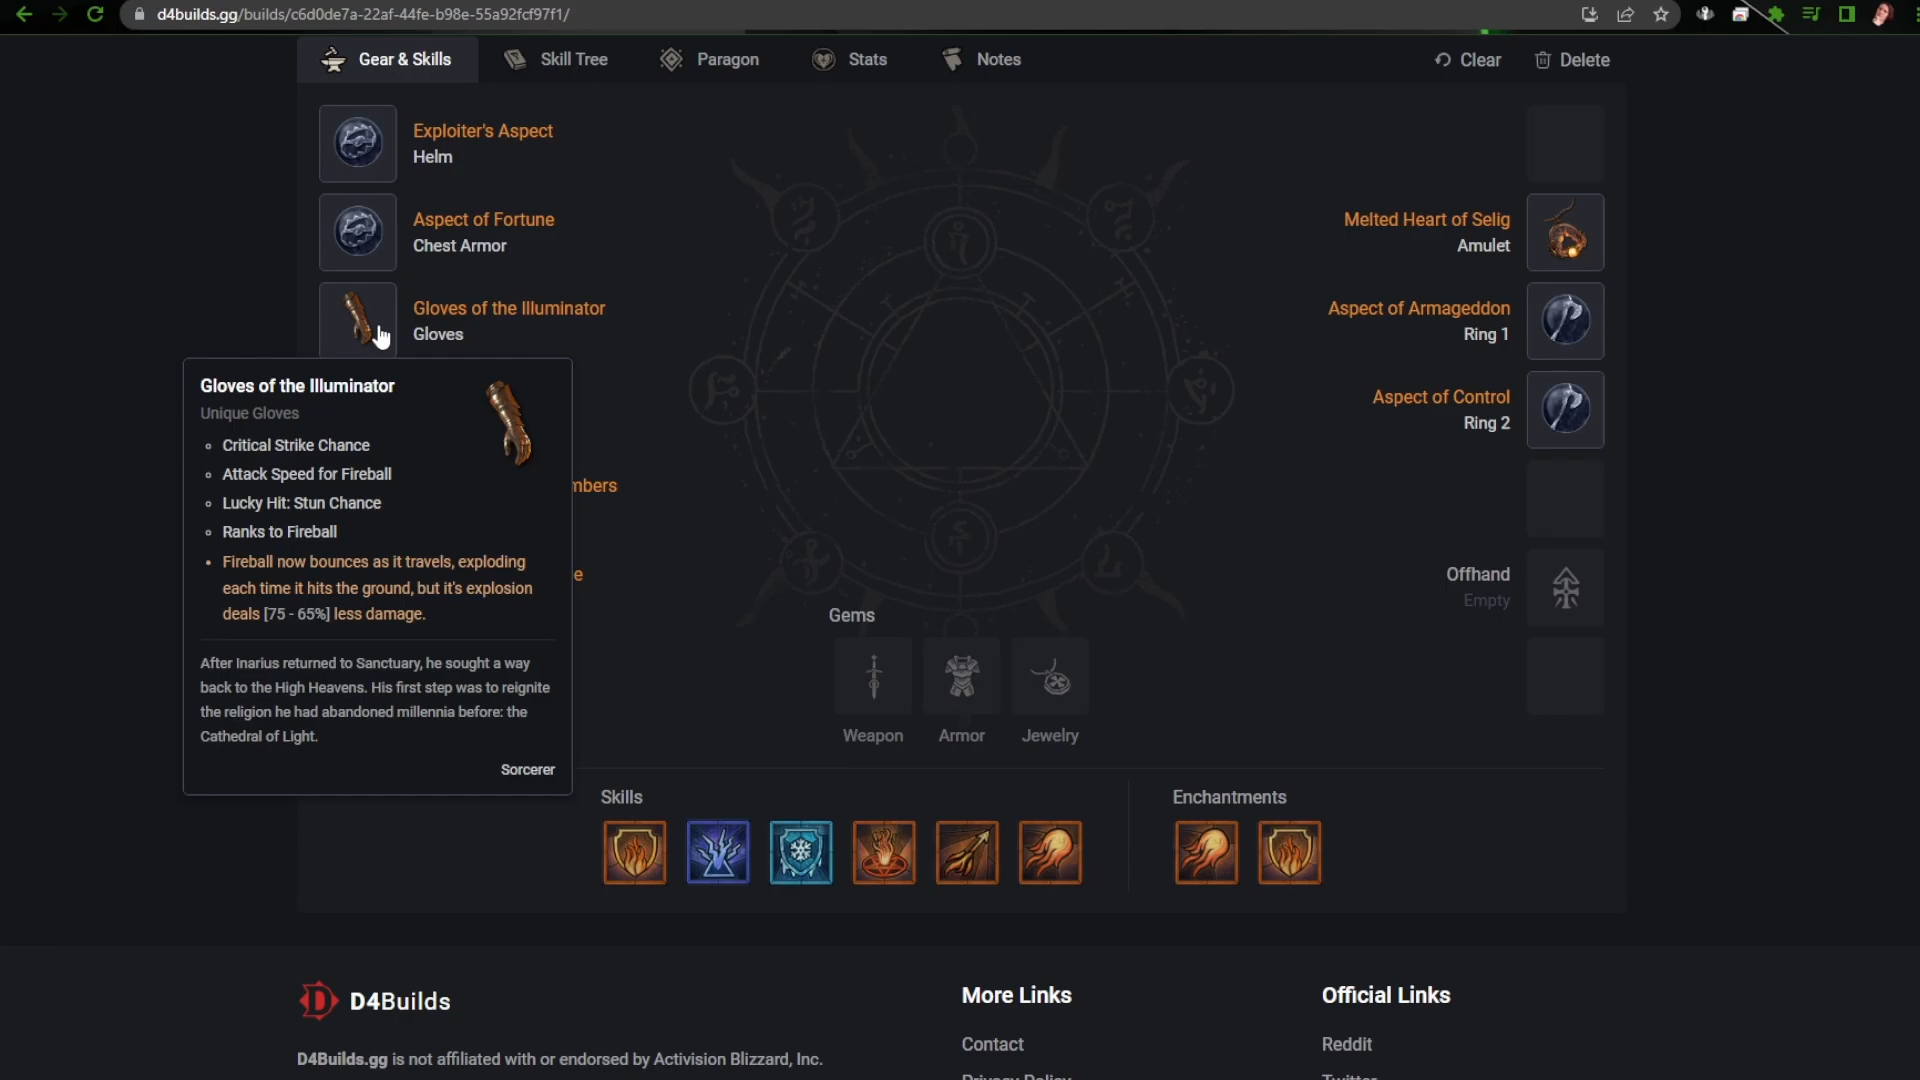 d4builds.gg/builds/c6d0de7a-22af-44fe-b98e-55a92fcf97f1/
Gear & Skills
Skill Tree
Paragon
Stats
Notes
Clear
Delete
Exploiter's Aspect
Helm
Aspect of Fortune
Chest Armor
Melted Heart of Selig
Amulet
Gloves of the Illuminator
Gloves
Aspect of Armageddon
Ring 1
Aspect of Control
Ring 2
Gloves of the Illuminator
Unique Gloves
Critical Strike Chance
Attack Speed for Fireball
Lucky Hit: Stun Chance
Ranks to Fireball
Fireball now bounces as it travels, exploding
each time it hits the ground, but it's explosion
deals [75 - 65%] less damage.
After Inarius returned to Sanctuary, he sought a way
back to the High Heavens. His first step was to reignite
the religion he had abandoned millennia before: the
Cathedral of Light.
Sorcerer
mbers
e
Offhand
Empty
Gems
Weapon
Armor
Jewelry
Skills
Enchantments
D4Builds
D4Builds.gg is not affiliated with or endorsed by Activision Blizzard, Inc.
More Links
Contact
Privacy Policy
Official Links
Reddit
Twitter